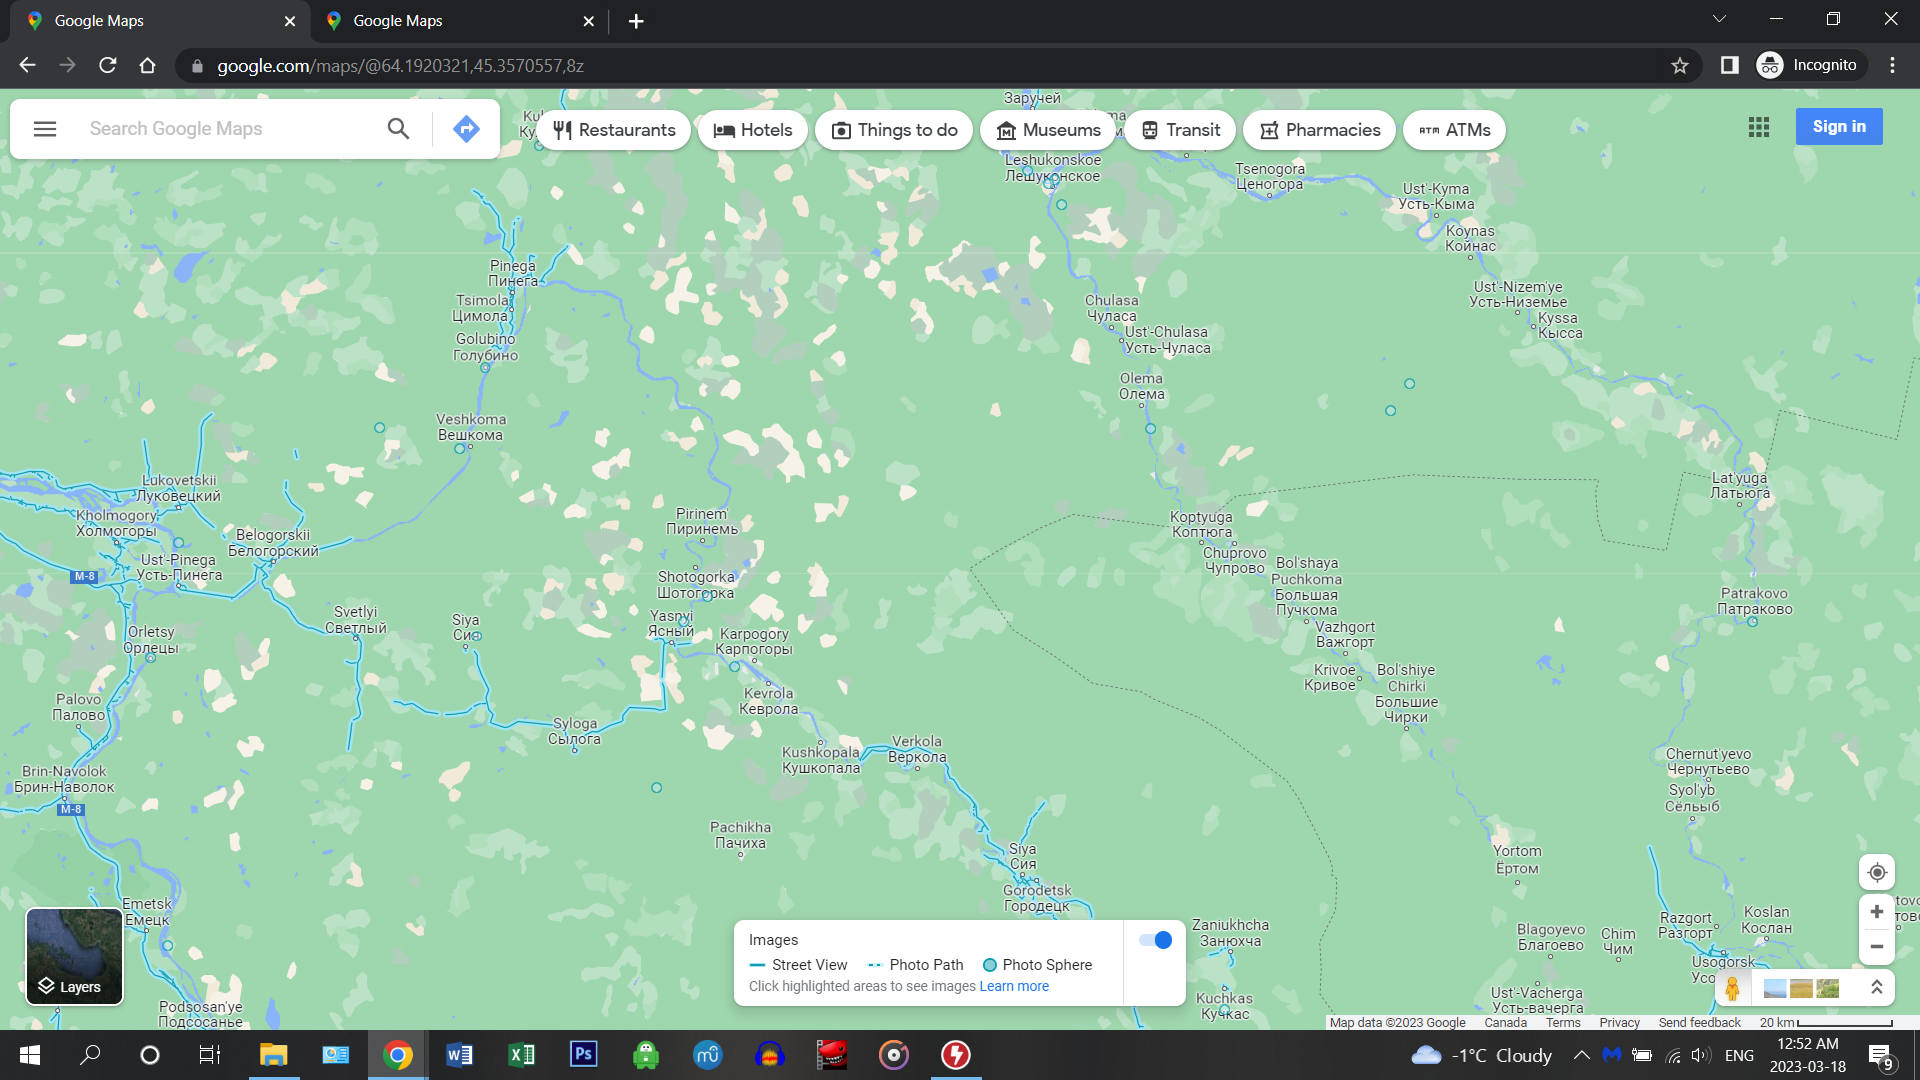 Google Maps
Google Maps
google.com/maps/@64.1920321,45.3570557,8z
Incognito
Search Google Maps
Restaurants
Hotels
Things to do
Museums
Transit
Pharmacies
ATMs
Sign in
Заручей
Leshukonskoe
Лешуконское
Tsenogora
Ценогора
Ust'-Kyma
Усть-Кыма
Koynas
Койнас
Pinega
Пинега
Tsimola
Цимола
Golubino
Голубино
Chulasa
Чуласа
Ust'-Chulasa
Усть-Чуласа
Ust'-Nizem'ye
Усть-Низемье
Kyssa
Кысса
Olema
Олема
Veshkoma
Вешкома
Lukovetskii
Луковецкий
Kholmogory
Холмогоры
Belogorskii
Белогорский
Ust'-Pinega
Усть-Пинега
M-8
Pirinem'
Пиринемь
Koptyuga
Коптюга
Chuprovo
Чупрово
Lat'yuga
Латьюга
Shotogorka
Шотогорка
Bol'shaya
Puchkoma
Большая
Пучкома
Patrakovo
Патраково
Svetlyi
Светлый
Siya
Сия
Yasnyi
Ясный
Karpogory
Карпогоры
Orletsy
Орлецы
Vazhgort
Важгорт
Krivoe
Кривое
Bol'shiye
Chirki
Большие
Чирки
Palovo
Палово
Kevrola
Кеврола
Syloga
Сылога
Kushkopala
Кушкопала
Verkola
Веркола
Chernut'yevo
Чернутьево
Syol'yb
Сёльыб
Brin-Navolok
Брин-Наволок
M-8
Pachikha
Пачиха
Siya
Сия
Yortom
Ёртом
Gorodetsk
Городецк
Emetsk
Емецк
Zaniukhcha
Занюхча
Blagoyevo
Благоево
Chim
Чим
Razgort
Разгорт
Koslan
Кослан
Usogorsk
Kuchkas
Кучкас
Ust'-Vacherga
Усть-вачерга
Podsosan'ye
Подсосанье
Layers
Images
Street View
Photo Path
Photo Sphere
Click highlighted areas to see images Learn more
Map data ©2023 Google
Canada
Terms
Privacy
Send feedback
20 km
-1°C Cloudy
ENG
12:52 AM
2023-03-18
9